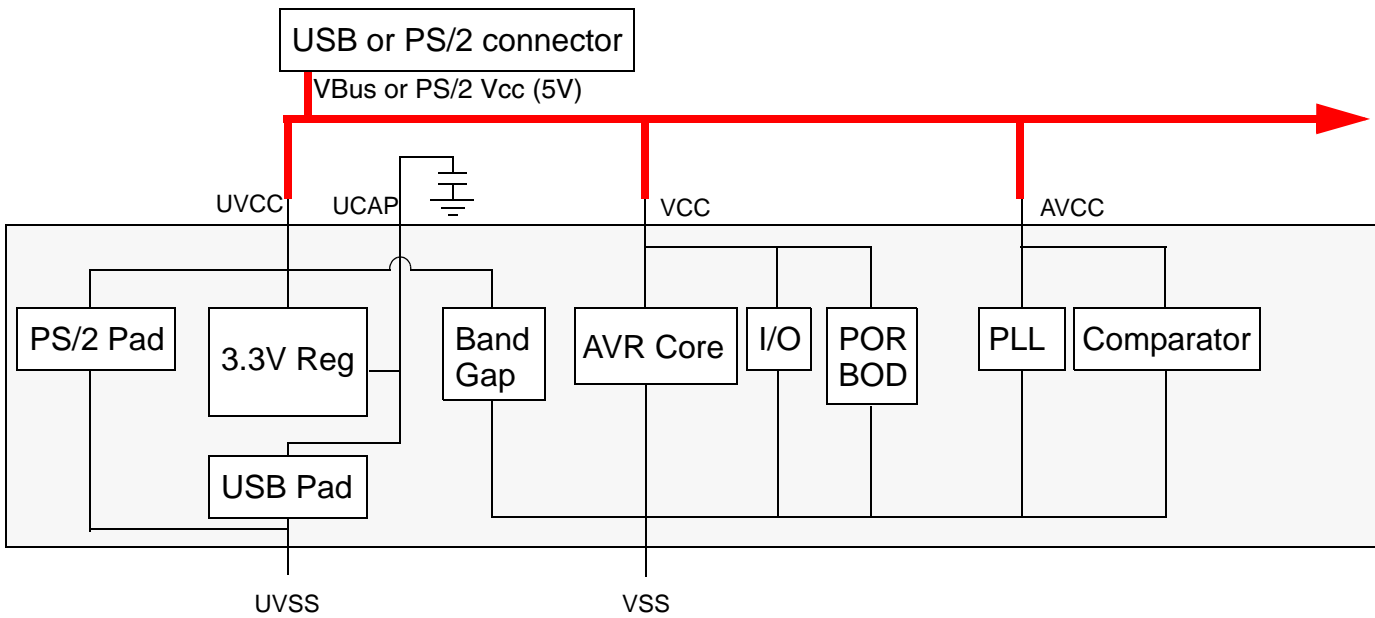 USB or PS/2 connector
VBus or PS/2 Vcc (5V)
UVCC
UCAP
VCC
AVCC
PS/2 Pad
3.3V Reg
Band
Gap
AVR Core
I/O
POR
BOD
PLL
Comparator
USB Pad
UVSS
VSS